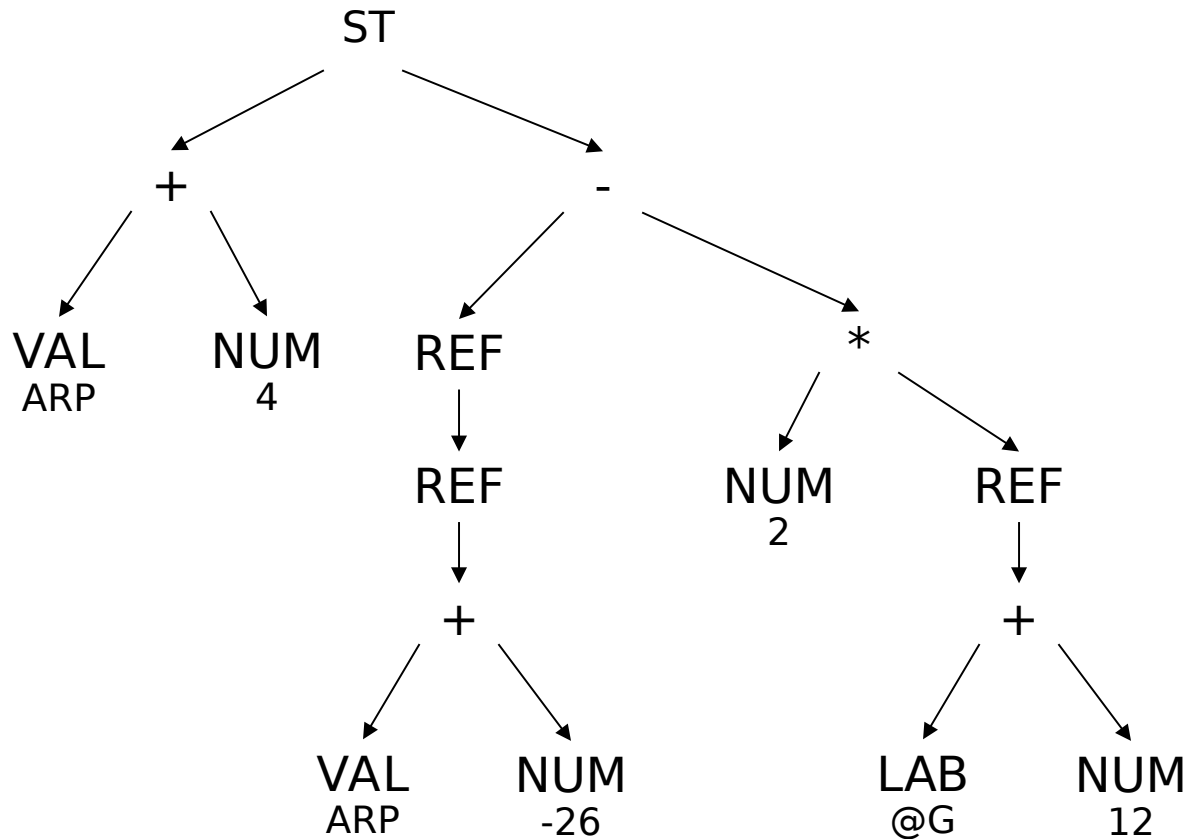 ST
+ -
VAL NUM REF *
ARP 4
REF NUM REF
2
+ +
VAL NUM LAB NUM
ARP -26 @G 12